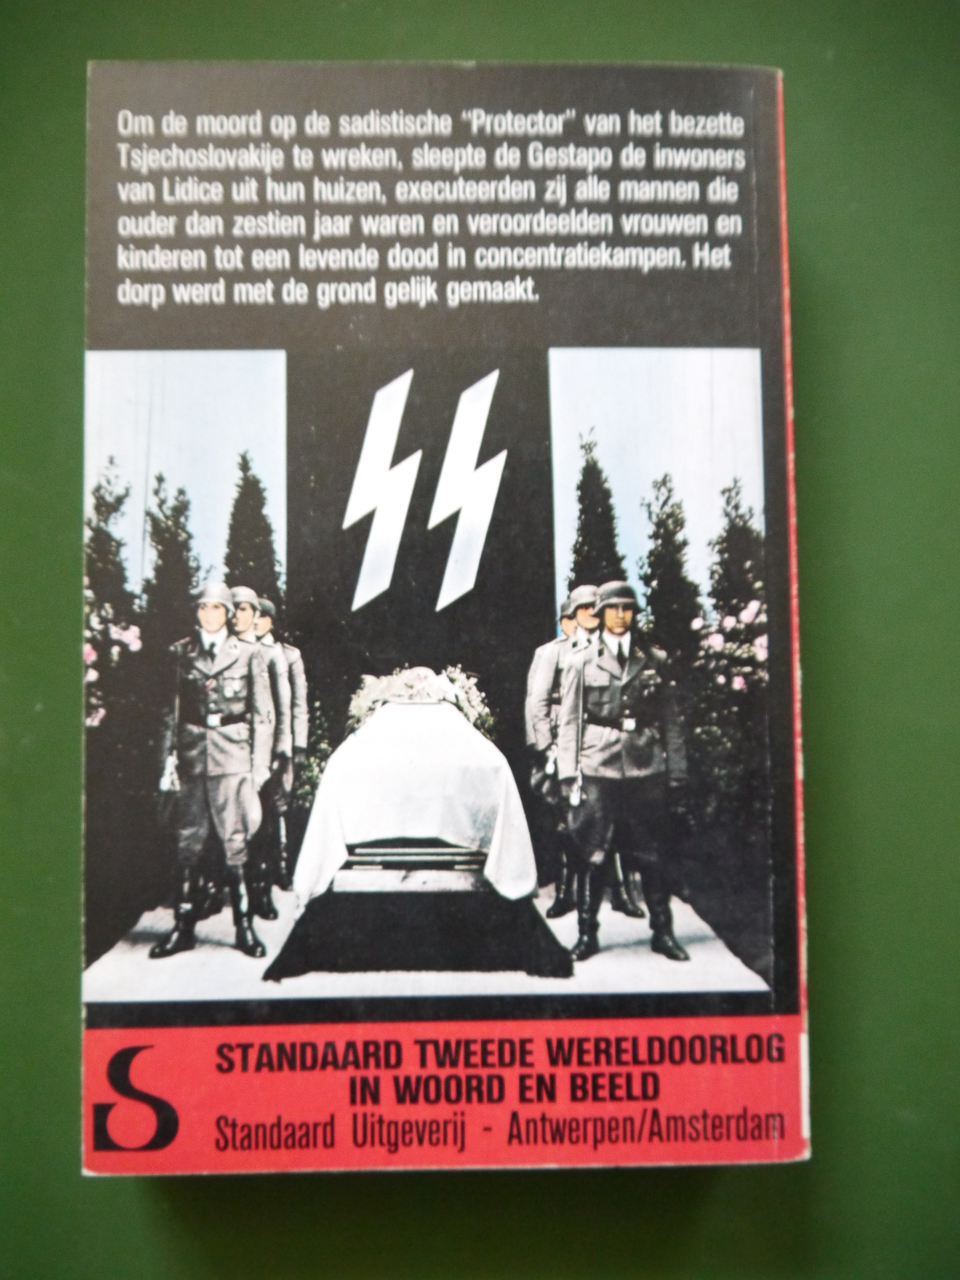 Om de moord op de sadistische "Protector" van het bezette
Tsjechoslovakije te wreken, sleepte de Gestapo de inwoners
van Lidice uit hun huizen, executeerden zij alle mannen die
ouder dan zestien jaar waren en veroordeelden vrouwen en
kinderen tot een levende dood in concentratiekampen. Het
dorp werd met de grond gelijk gemaakt.
SS
S
STANDAARD TWEEDE WERELDOORLOG
IN WOORD EN BEELD
Standaard Uitgeverij - Antwerpen/Amsterdam